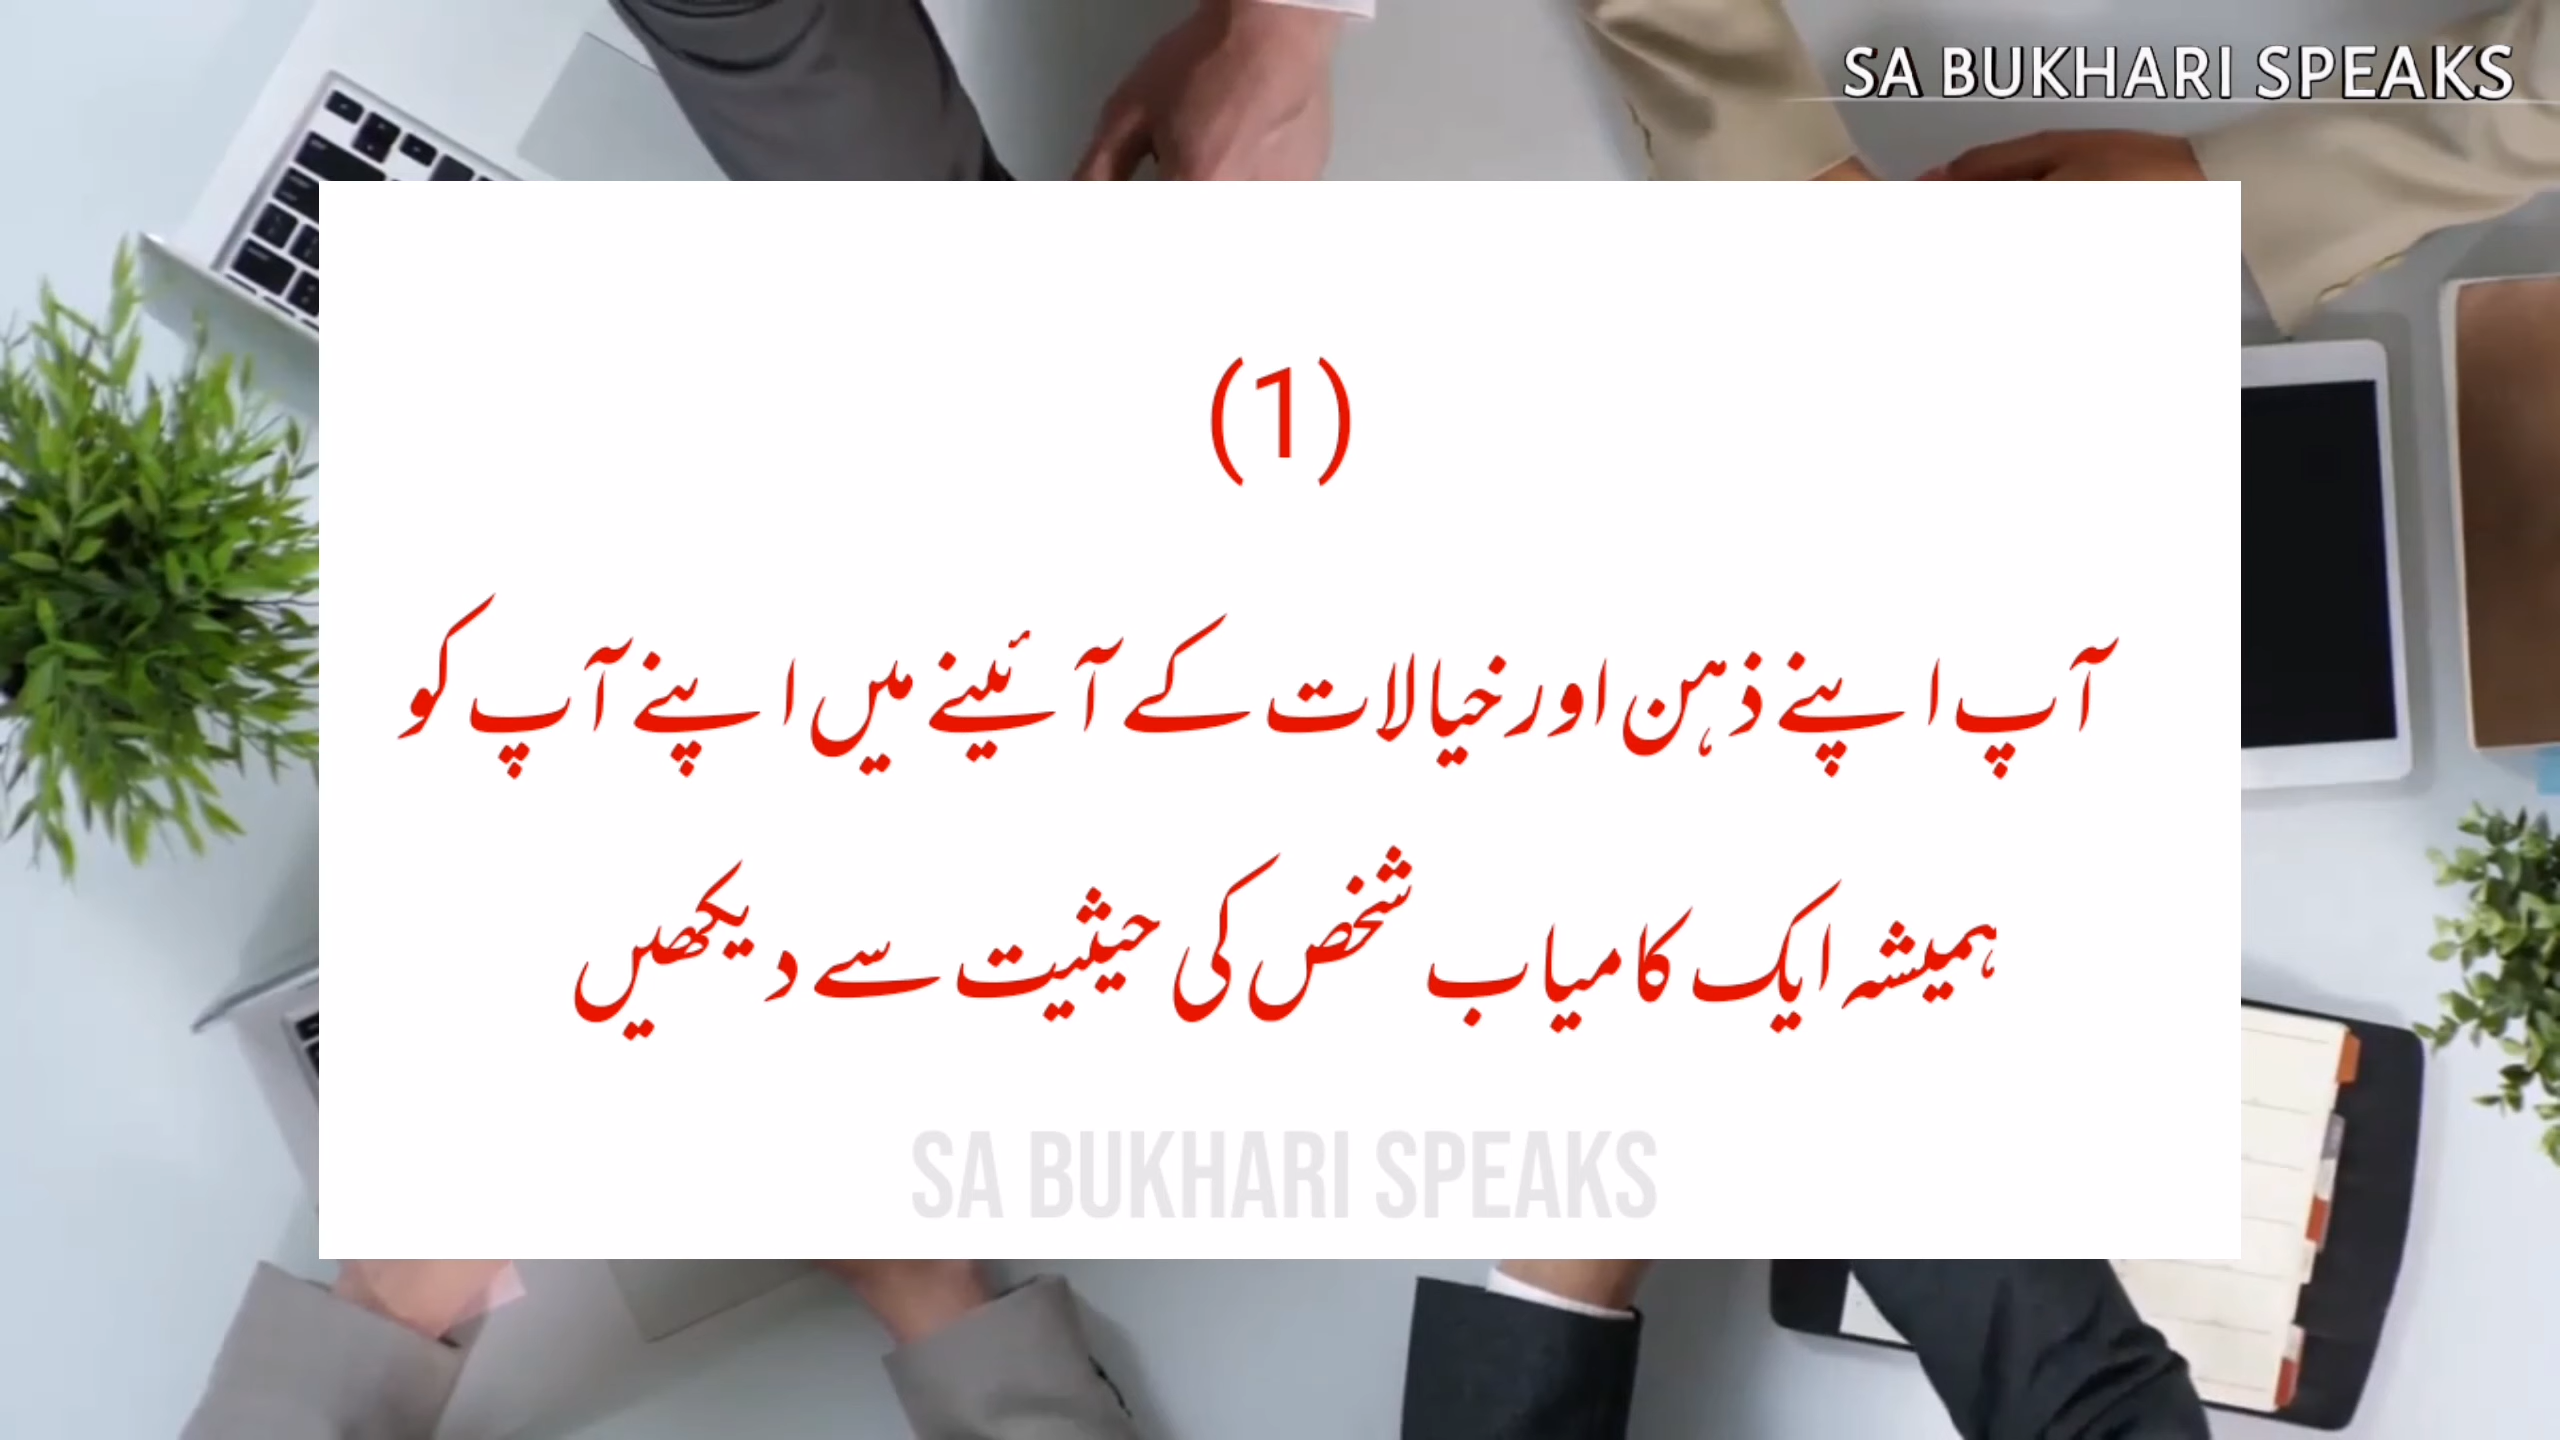 SA BUKHARI SPEAKS
(1)
آپ اپنے ذہن اور خیالات کے آئینے میں اپنے آپ کو
ہمیشہ ایک کامیاب شخص کی حیثیت سے دیکھیں
SA BUKHARI SPEAKS